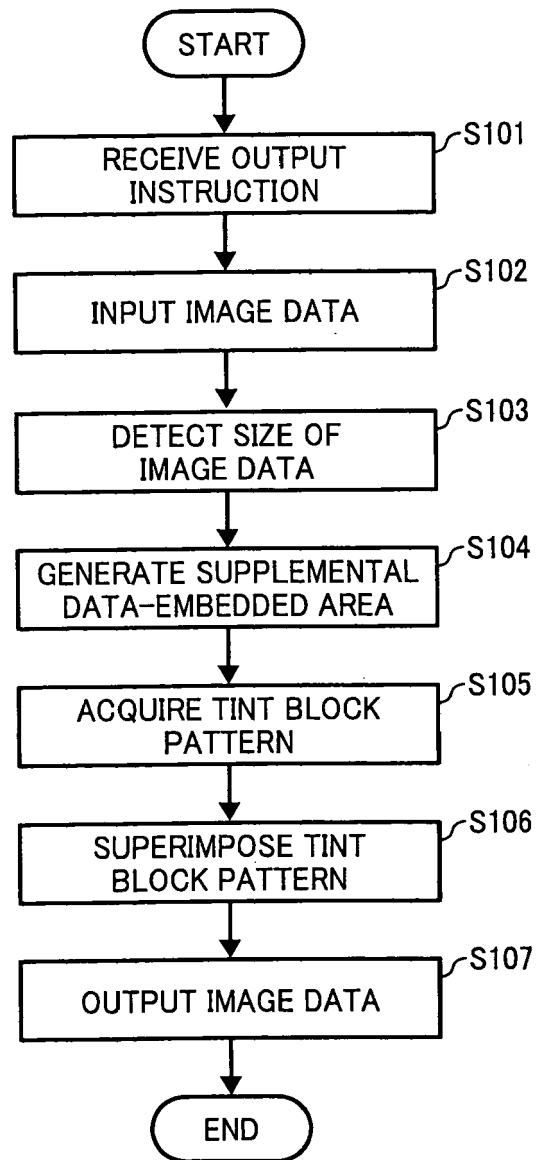 START
S101
RECEIVE OUTPUT
INSTRUCTION
S102
INPUT IMAGE DATA
S103
DETECT SIZE OF
IMAGE DATA
S104
GENERATE SUPPLEMENTAL
DATA-EMBEDDED AREA
S105
ACQUIRE TINT BLOCK
PATTERN
S106
SUPERIMPOSE TINT
BLOCK PATTERN
S107
OUTPUT IMAGE DATA
END